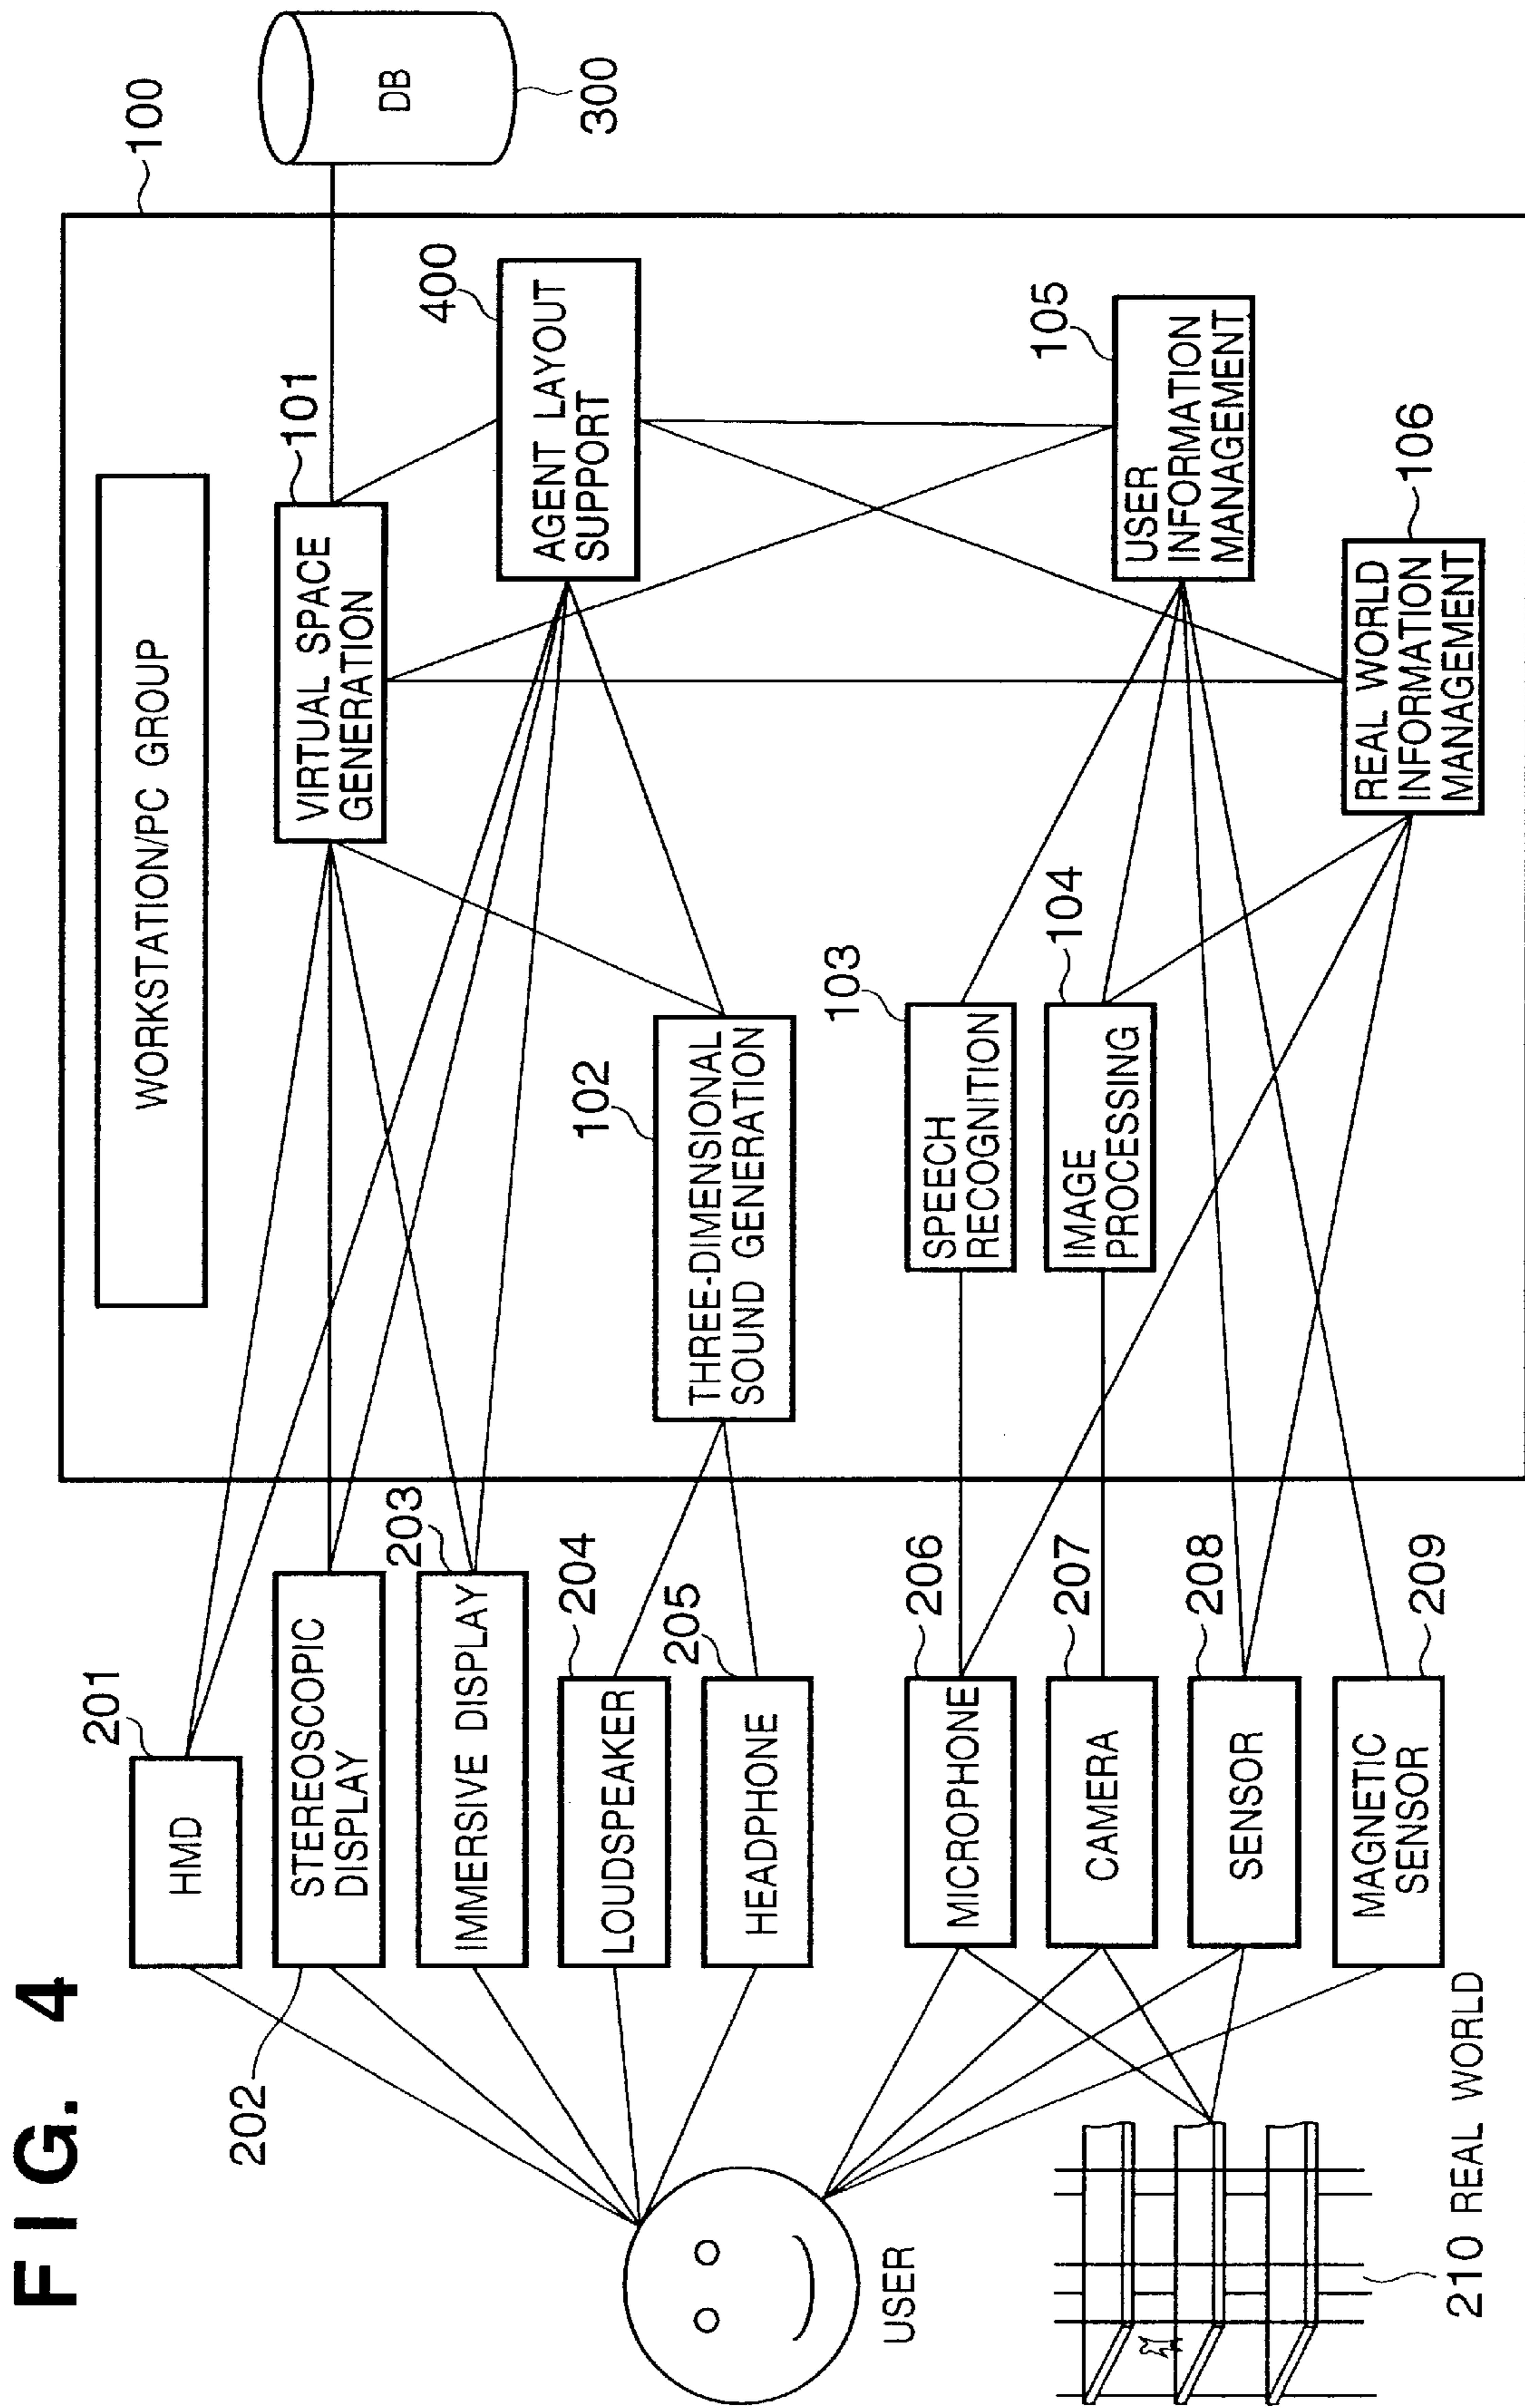 FIG. 4
201
HMD
202
STEREOSCOPIC
DISPLAY
203
IMMERSIVE DISPLAY
204
LOUDSPEAKER
205
HEADPHONE
206
MICROPHONE
207
CAMERA
208
SENSOR
209
MAGNETIC
SENSOR
USER
210 REAL WORLD
100
WORKSTATION/PC GROUP
101
VIRTUAL SPACE
GENERATION
400
AGENT LAYOUT
SUPPORT
102
THREE-DIMENSIONAL
SOUND GENERATION
103
SPEECH
RECOGNITION
104
IMAGE
PROCESSING
105
USER
INFORMATION
MANAGEMENT
106
REAL WORLD
INFORMATION
MANAGEMENT
DB
300